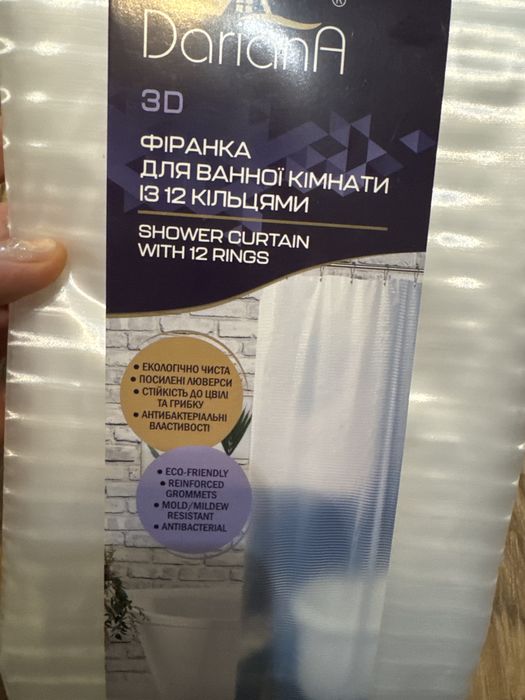 ®
DarianA
3D
ФІРАНКА
ДЛЯ ВАННОЇ КІМНАТИ
ІЗ 12 КІЛЬЦЯМИ
SHOWER CURTAIN
WITH 12 RINGS
• ЕКОЛОГІЧНО ЧИСТА
• ПОСИЛЕНІ ЛЮВЕРСИ
• СТІЙКІСТЬ ДО ЦВІЛІ
ТА ГРИБКУ
• АНТИБАКТЕРІАЛЬНІ
ВЛАСТИВОСТІ
• ECO-FRIENDLY
• REINFORCED
GROMMETS
• MOLD/MILDEW
RESISTANT
• ANTIBACTERIAL